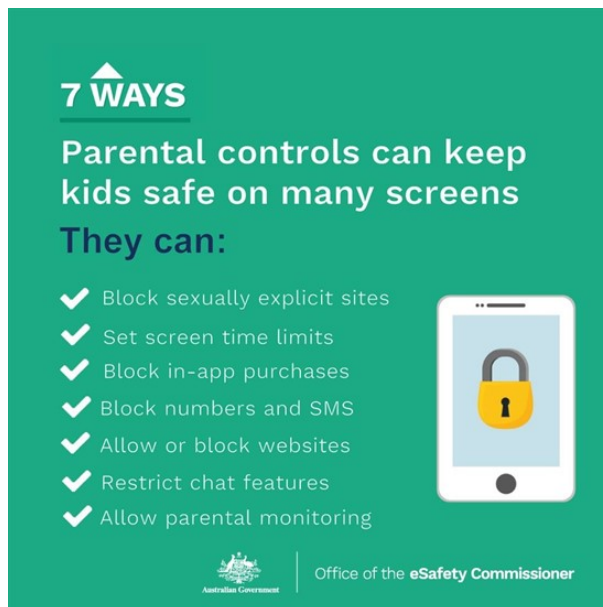 7 WAYS
Parental controls can keep
kids safe on many screens
They can:
Block sexually explicit sites
Set screen time limits
Block in-app purchases
Block numbers and SMS
Allow or block websites
Restrict chat features
Allow parental monitoring
Australian Government
Office of the eSafety Commissioner